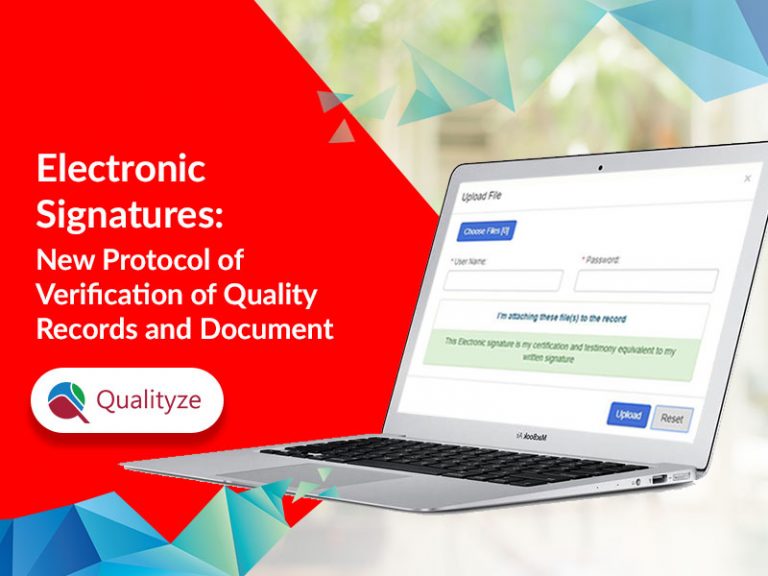 Electronic
Signatures:
New Protocol of
Verification of Quality
Records and Document
Qualityze
Upload File
×
Choose Files [0]
* User Name:
* Password:
I'm attaching these file(s) to the record
This Electronic signature is my certification and testimony equivalent to my
written signature
Upload
Reset